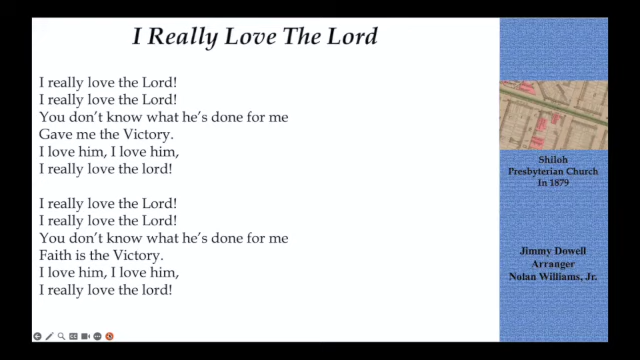 I Really Love The Lord
I really love the Lord!
I really love the Lord!
You don't know what he's done for me
Gave me the Victory.
I love him, I love him,
I really love the lord!
I really love the Lord!
I really love the Lord!
You don't know what he's done for me
Faith is the Victory.
I love him, I love him,
I really love the lord!
Shiloh
Presbyterian Church
In 1879
Jimmy Dowell
Arranger
Nolan Williams, Jr.